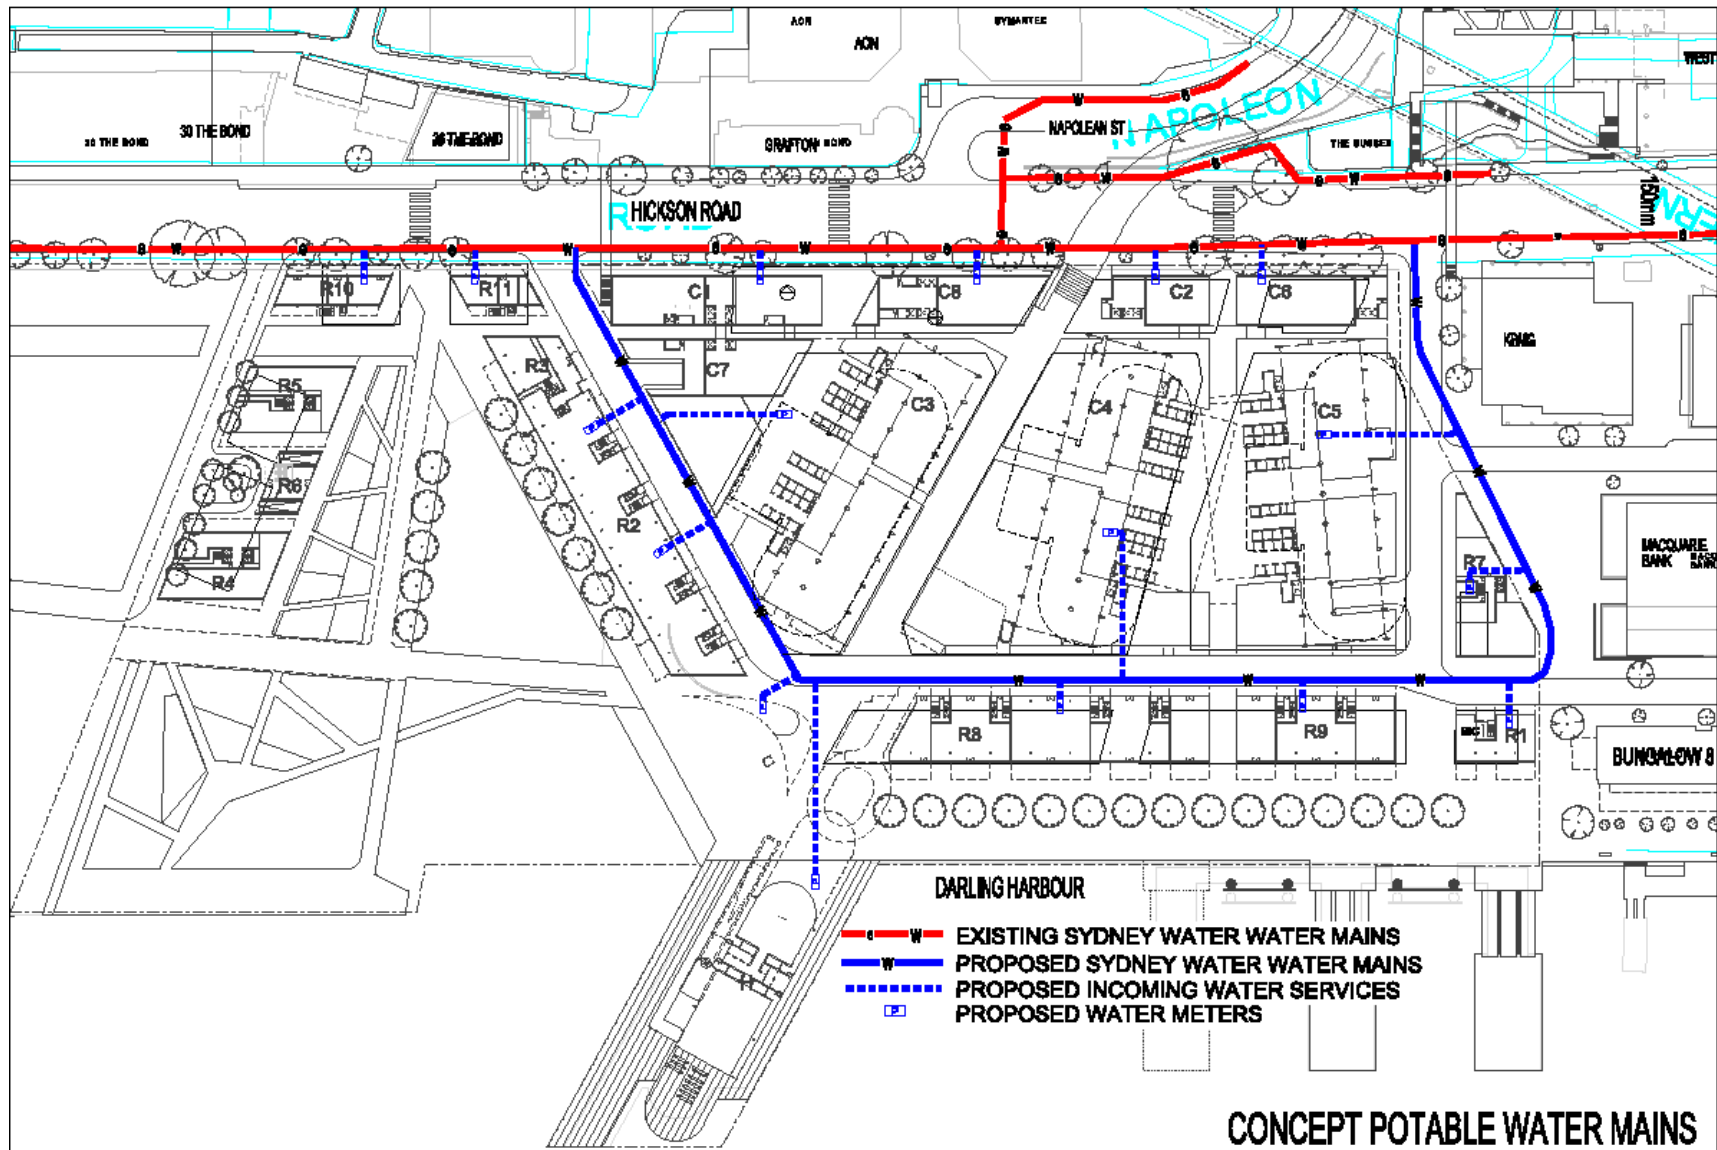 AON
SYMANTEC
AON
WEST
NAPOLEON
30 THE BOND
30 THE BOND
36 THE BOND
GRAFTON BOND
NAPOLEAN ST
THE SUSSEX
150mm
HICKSON ROAD
R10
R11
C1
C8
C2
C6
KPMG
R5
R3
C7
C3
C4
C5
R6
R2
R4
R7
MACQUARIE
BANK
R8
R9
R1
BUNGALOW 8
DARLING HARBOUR
EXISTING SYDNEY WATER WATER MAINS
PROPOSED SYDNEY WATER WATER MAINS
PROPOSED INCOMING WATER SERVICES
P PROPOSED WATER METERS
CONCEPT POTABLE WATER MAINS